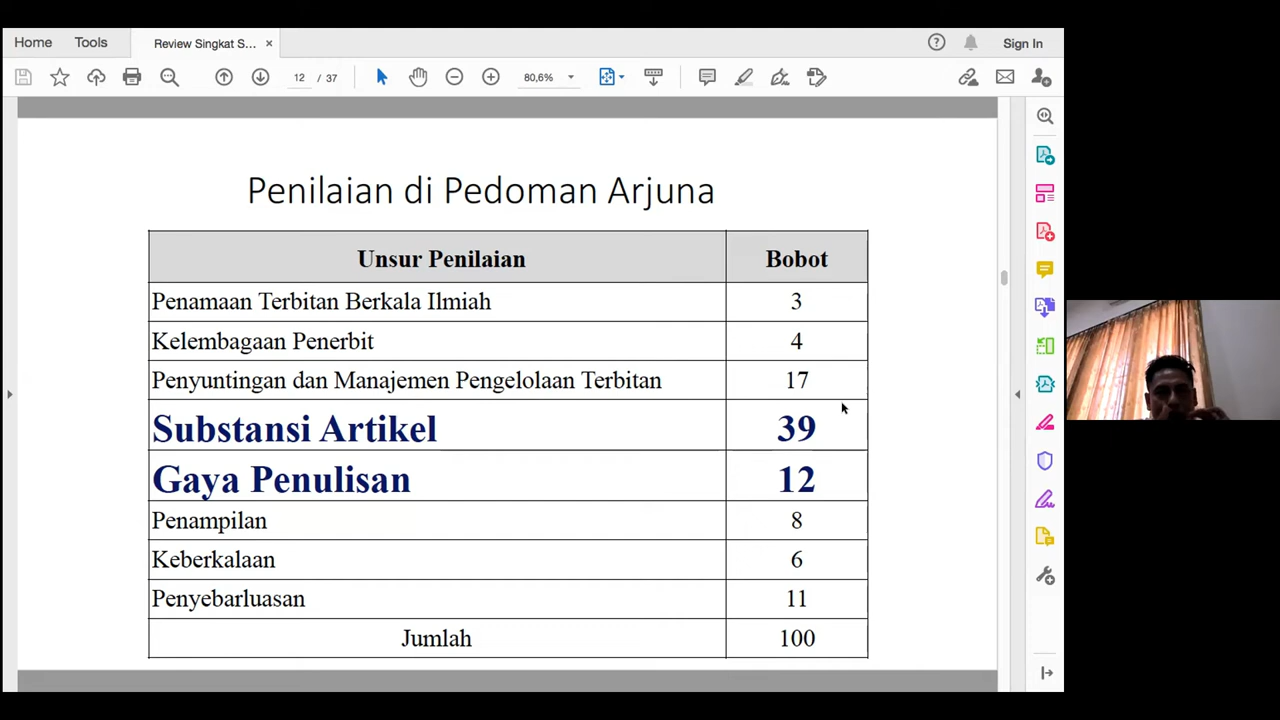 Home Tools Review Singkat S... × Sign In
12 / 37 80,6%
Penilaian di Pedoman Arjuna
Unsur Penilaian Bobot
Penamaan Terbitan Berkala Ilmiah 3
Kelembagaan Penerbit 4
Penyuntingan dan Manajemen Pengelolaan Terbitan 17
Substansi Artikel 39
Gaya Penulisan 12
Penampilan 8
Keberkalaan 6
Penyebarluasan 11
Jumlah 100